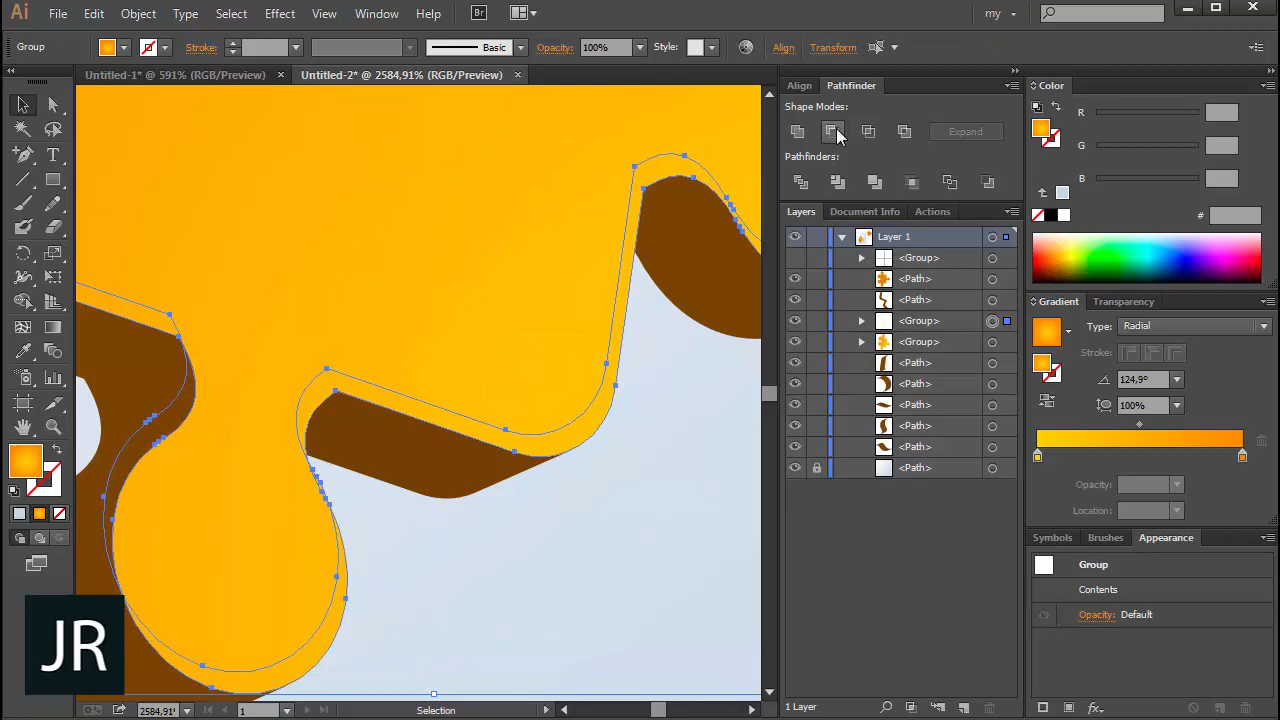 Ai File Edit Object Type Select Effect View Window Help Br my
Group Stroke: Basic Opacity: 100% Style: Align Transform
Untitled-1* @ 591% (RGB/Preview) × Untitled-2* @ 2584,91% (RGB/Preview) ×
Align Pathfinder
Shape Modes:
Expand
Pathfinders:
Layers Document Info Actions
Layer 1
<Group>
<Path>
<Path>
<Group>
<Group>
<Path>
<Path>
<Path>
<Path>
<Path>
<Path>
1 Layer
Color
R
G
B
#
Gradient Transparency
Type: Radial
Stroke:
124,9°
100%
Opacity:
Location:
Symbols Brushes Appearance
Group
Contents
Opacity: Default
fx
JR
2584,91% 1 Selection